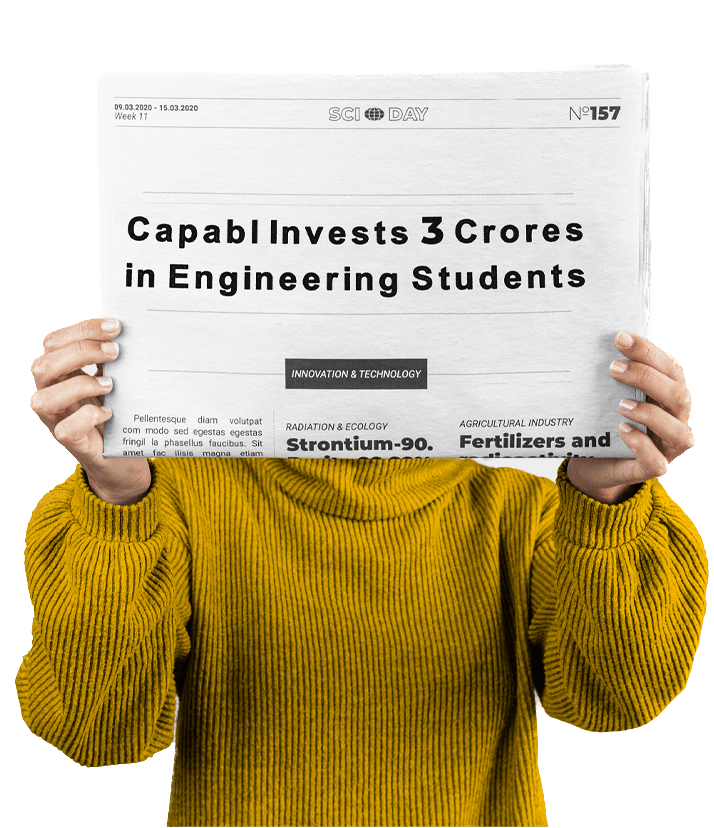 09.03.2020 - 15.03.2020
Week 11
SCI DAY
Nº157
Capabl Invests 3 Crores
in Engineering Students
INNOVATION & TECHNOLOGY
Pellentesque diam volutpat
com modo sed egestas egestas
fringil la phasellus faucibus. Sit
amet fac ilisis magna etiam
RADIATION & ECOLOGY
Strontium-90.
AGRICULTURAL INDUSTRY
Fertilizers and
radioactivity